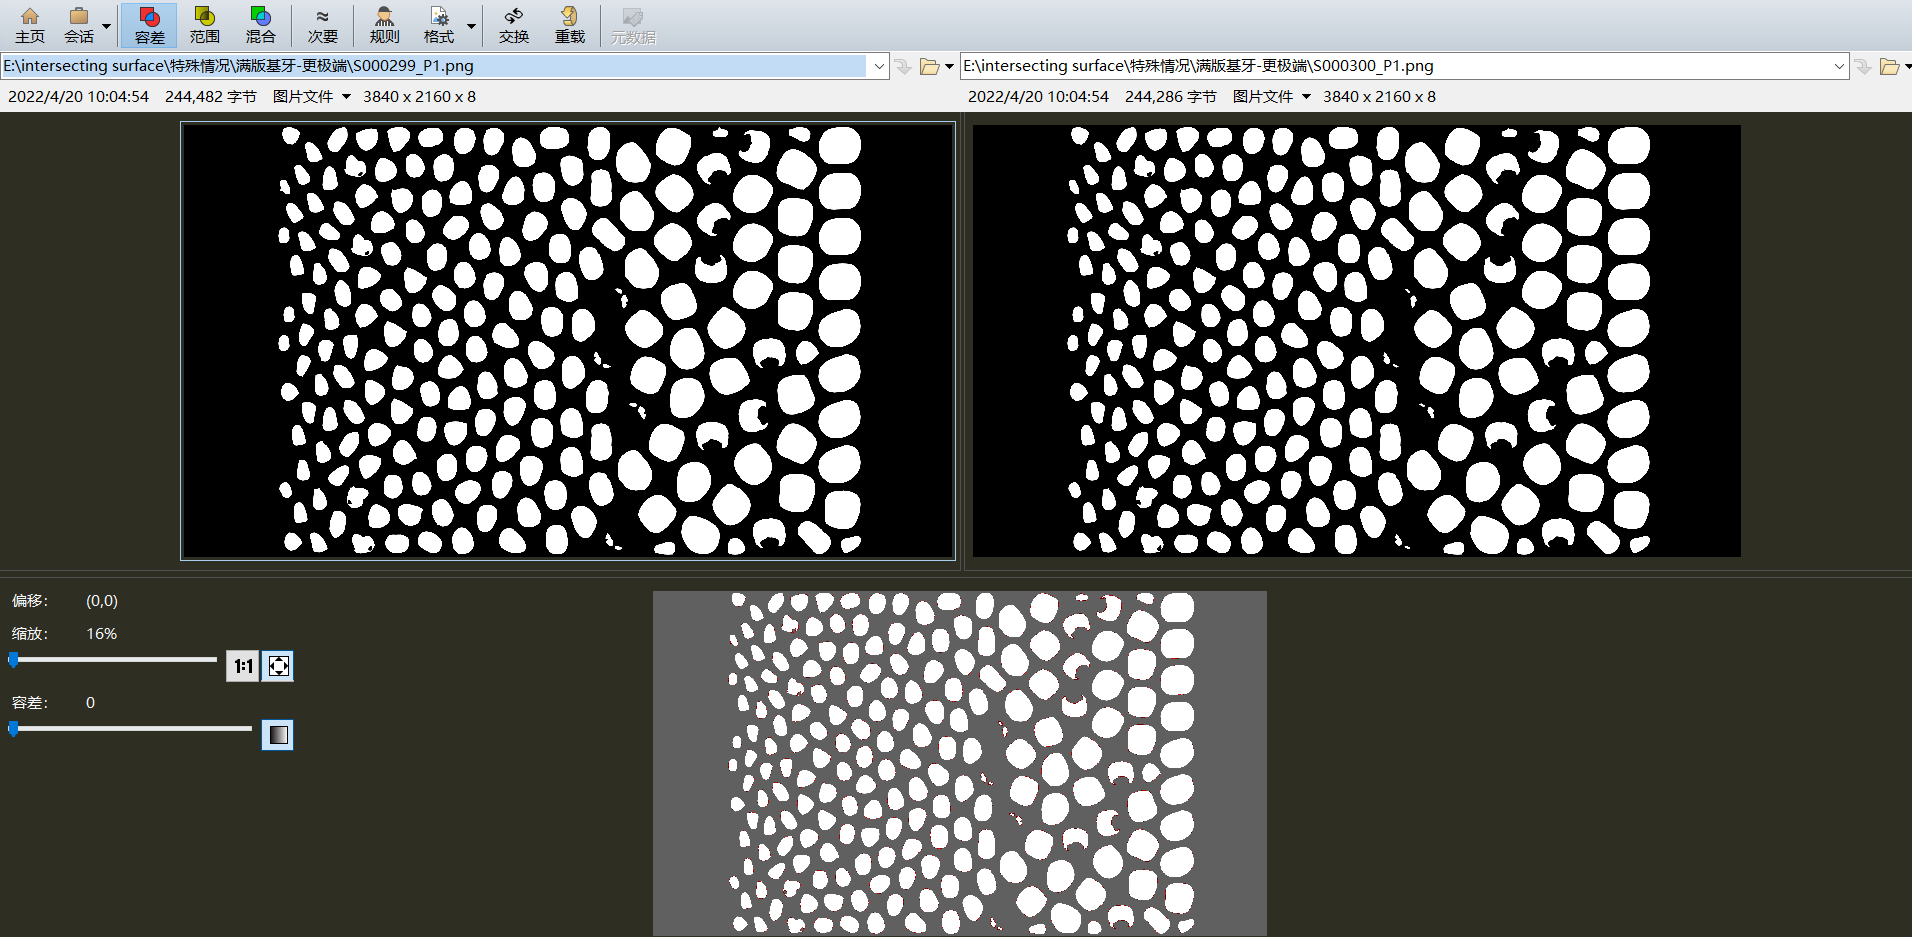 主页 会话 容差 范围 混合 次要 规则 格式 交换 重载 元数据
E:\intersecting surface\特殊情况\满版基牙-更极端\S000299_P1.png
E:\intersecting surface\特殊情况\满版基牙-更极端\S000300_P1.png
2022/4/20 10:04:54 244,482 字节 图片文件 3840 x 2160 x 8
2022/4/20 10:04:54 244,286 字节 图片文件 3840 x 2160 x 8
偏移: (0,0)
缩放: 16%
1:1
容差: 0